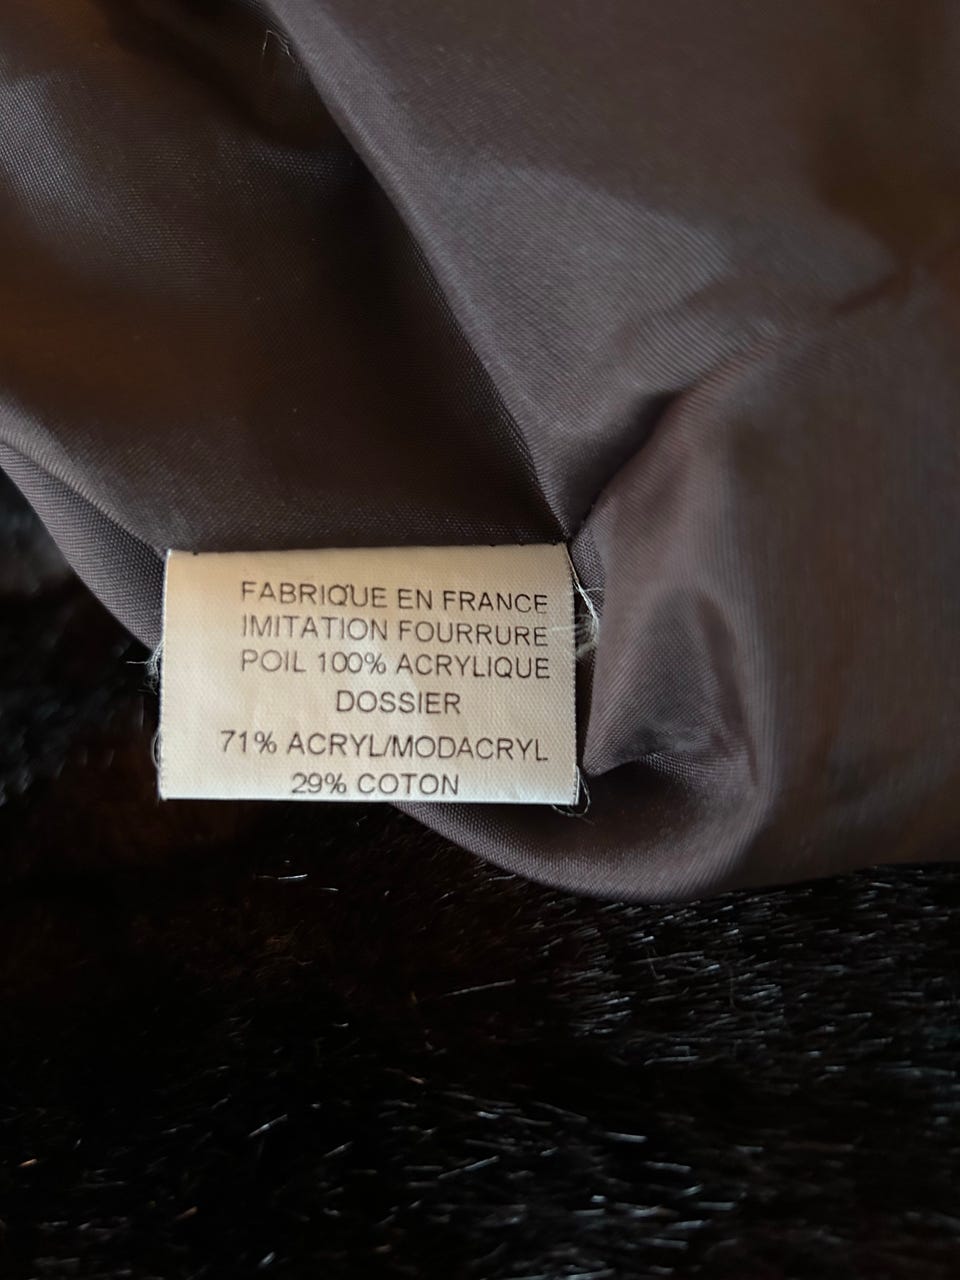 FABRIQUE EN FRANCE
IMITATION FOURRURE
POIL 100% ACRYLIQUE
DOSSIER
71% ACRYL/MODACRYL
29% COTON